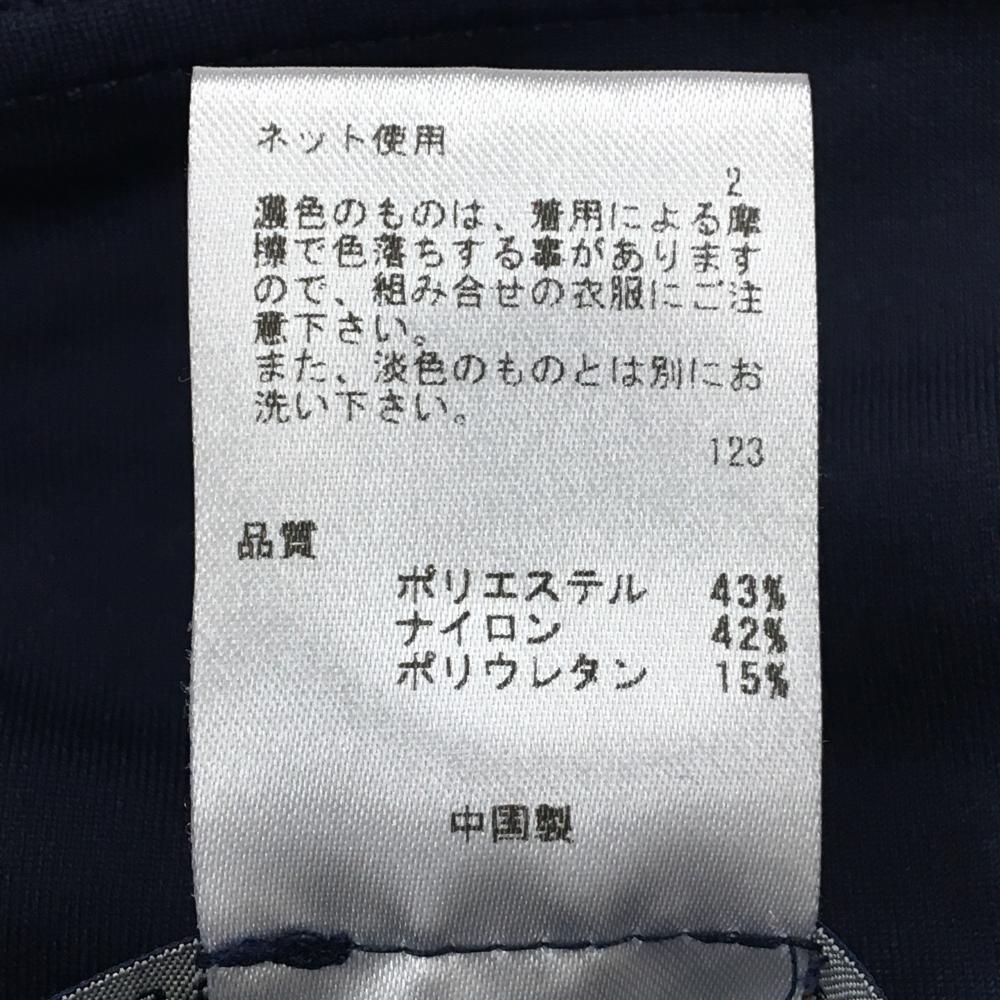 ネット使用
2
濃色のものは、着用による摩
擦で色落ちする事があります
ので、組み合せの衣服にご注
意下さい。
また、淡色のものとは別にお
洗い下さい。
123
品質
ポリエステル 43%
ナイロン 42%
ポリウレタン 15%
中国製